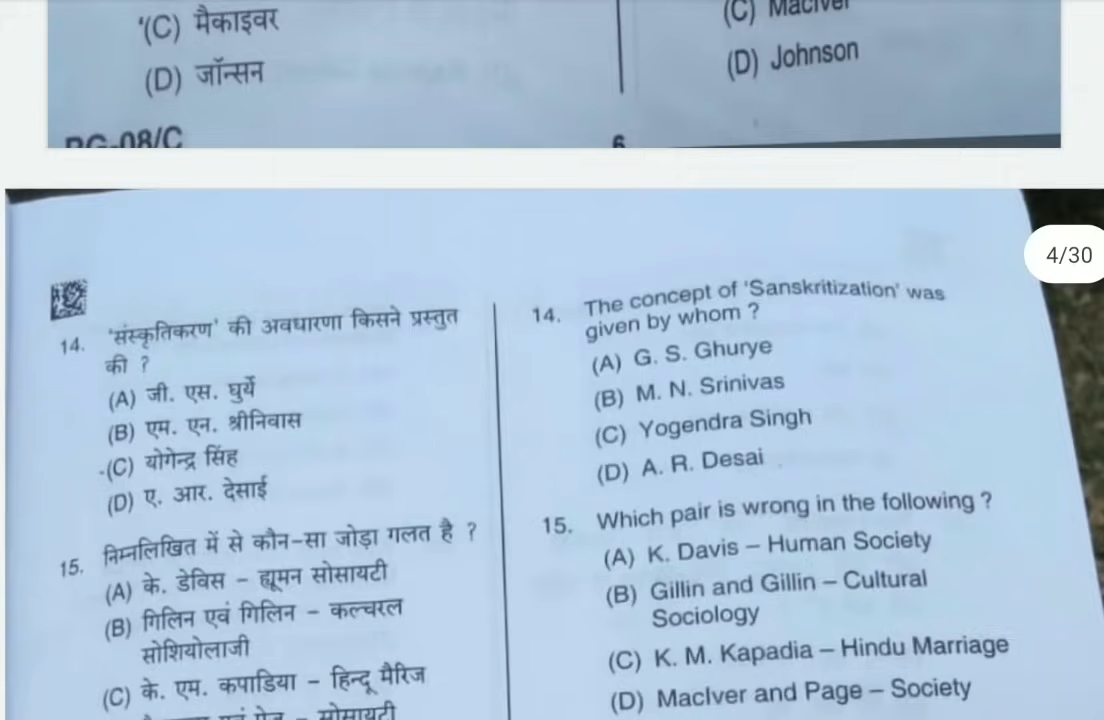 (C) मैकाइवर
(D) जॉन्सन
(C) MacIver
(D) Johnson
PG-08/C
6
4/30
14. 'संस्कृतिकरण' की अवधारणा किसने प्रस्तुत
की ?
(A) जी. एस. घुर्ये
(B) एम. एन. श्रीनिवास
(C) योगेन्द्र सिंह
(D) ए. आर. देसाई
15. निम्नलिखित में से कौन-सा जोड़ा गलत है ?
(A) के. डेविस - ह्यूमन सोसायटी
(B) गिलिन एवं गिलिन - कल्चरल
सोशियोलाजी
(C) के. एम. कपाडिया - हिन्दू मैरिज
14. The concept of 'Sanskritization' was
given by whom ?
(A) G. S. Ghurye
(B) M. N. Srinivas
(C) Yogendra Singh
(D) A. R. Desai
15. Which pair is wrong in the following ?
(A) K. Davis – Human Society
(B) Gillin and Gillin – Cultural
Sociology
(C) K. M. Kapadia – Hindu Marriage
(D) MacIver and Page – Society